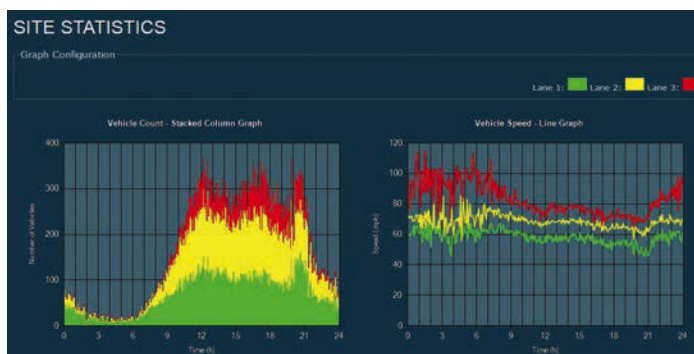 SITE STATISTICS
Graph Configuration
Lane 1: Lane 2: Lane 3:
Vehicle Count - Stacked Column Graph
400
300
200
100
0
Number of Vehicles
0 3 6 9 12 15 18 21 24
Time (h)
Vehicle Speed - Line Graph
120
100
80
60
40
20
0
Speed (mph)
0 3 6 9 12 15 18 21 24
Time (h)